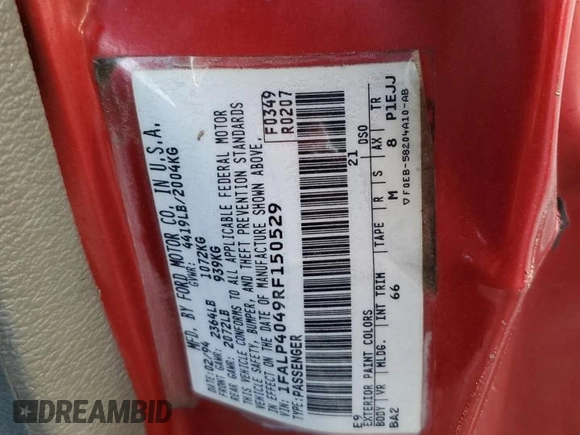 MFD. BY FORD MOTOR CO. IN U.S.A.
DATE: 02/94 GVWR: 4419LB/2004KG
FRONT GAWR: 2364LB 1072KG
REAR GAWR: 2072LB 939KG
THIS VEHICLE CONFORMS TO ALL APPLICABLE FEDERAL MOTOR
VEHICLE SAFETY, BUMPER, AND THEFT PREVENTION STANDARDS
IN EFFECT ON THE DATE OF MANUFACTURE SHOWN ABOVE.
VIN: 1FALP4049RF150529 F0349
TYPE: PASSENGER R0207
E9 21
EXTERIOR PAINT COLORS DSO
BODY VR MLDG. INT TRIM TAPE R S AX TR
BA2 66 M 8 P1EJJ
▽F0EB-58204A10-AB
DREAMBID